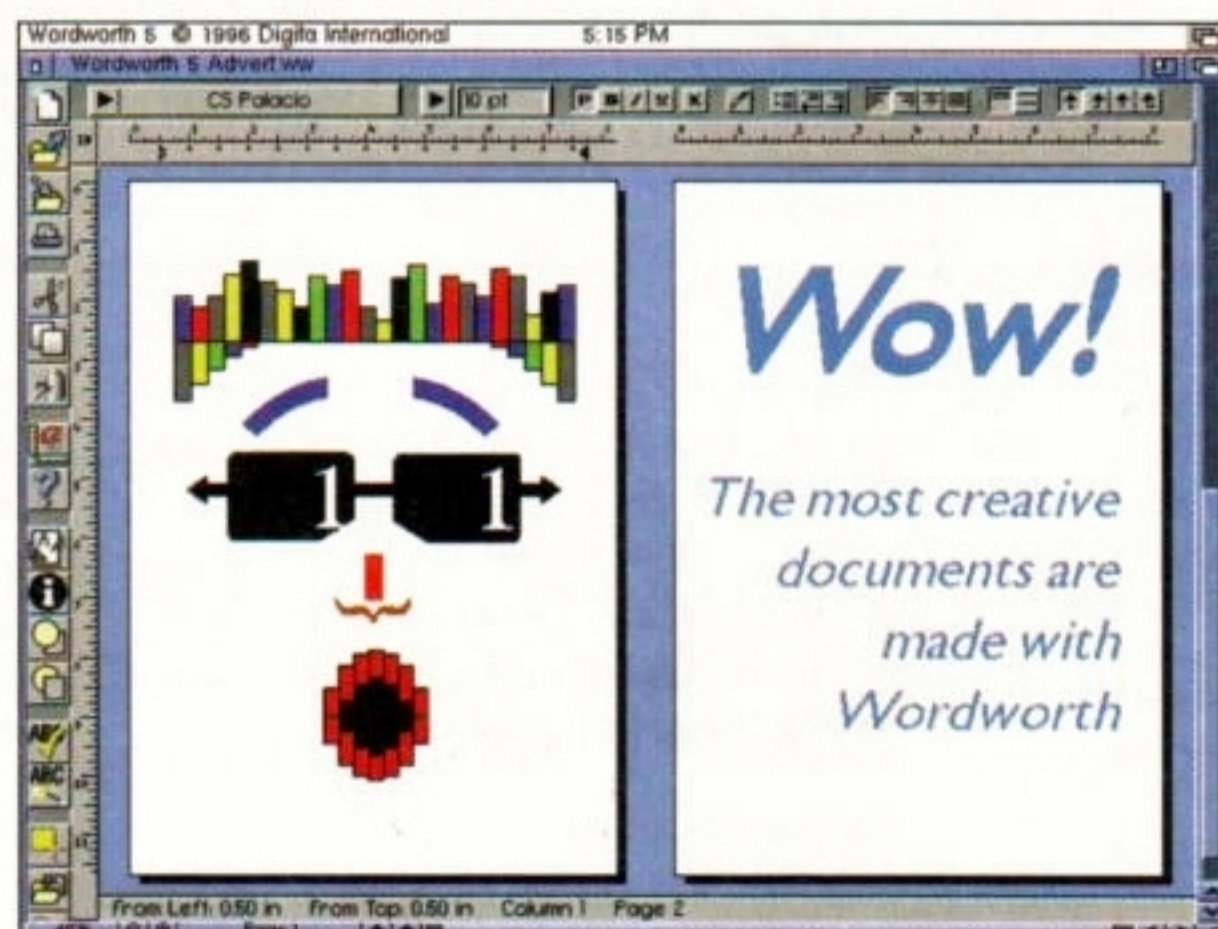 Wordworth 5 © 1996 Digita International 5:15 PM
Wordworth 5 Advert.ww
CS Palacio 10 pt
1 1
Wow!
The most creative
documents are
made with
Wordworth
ABC
ABC
From Left: 0.50 in From Top: 0.50 in Column 1 Page 2